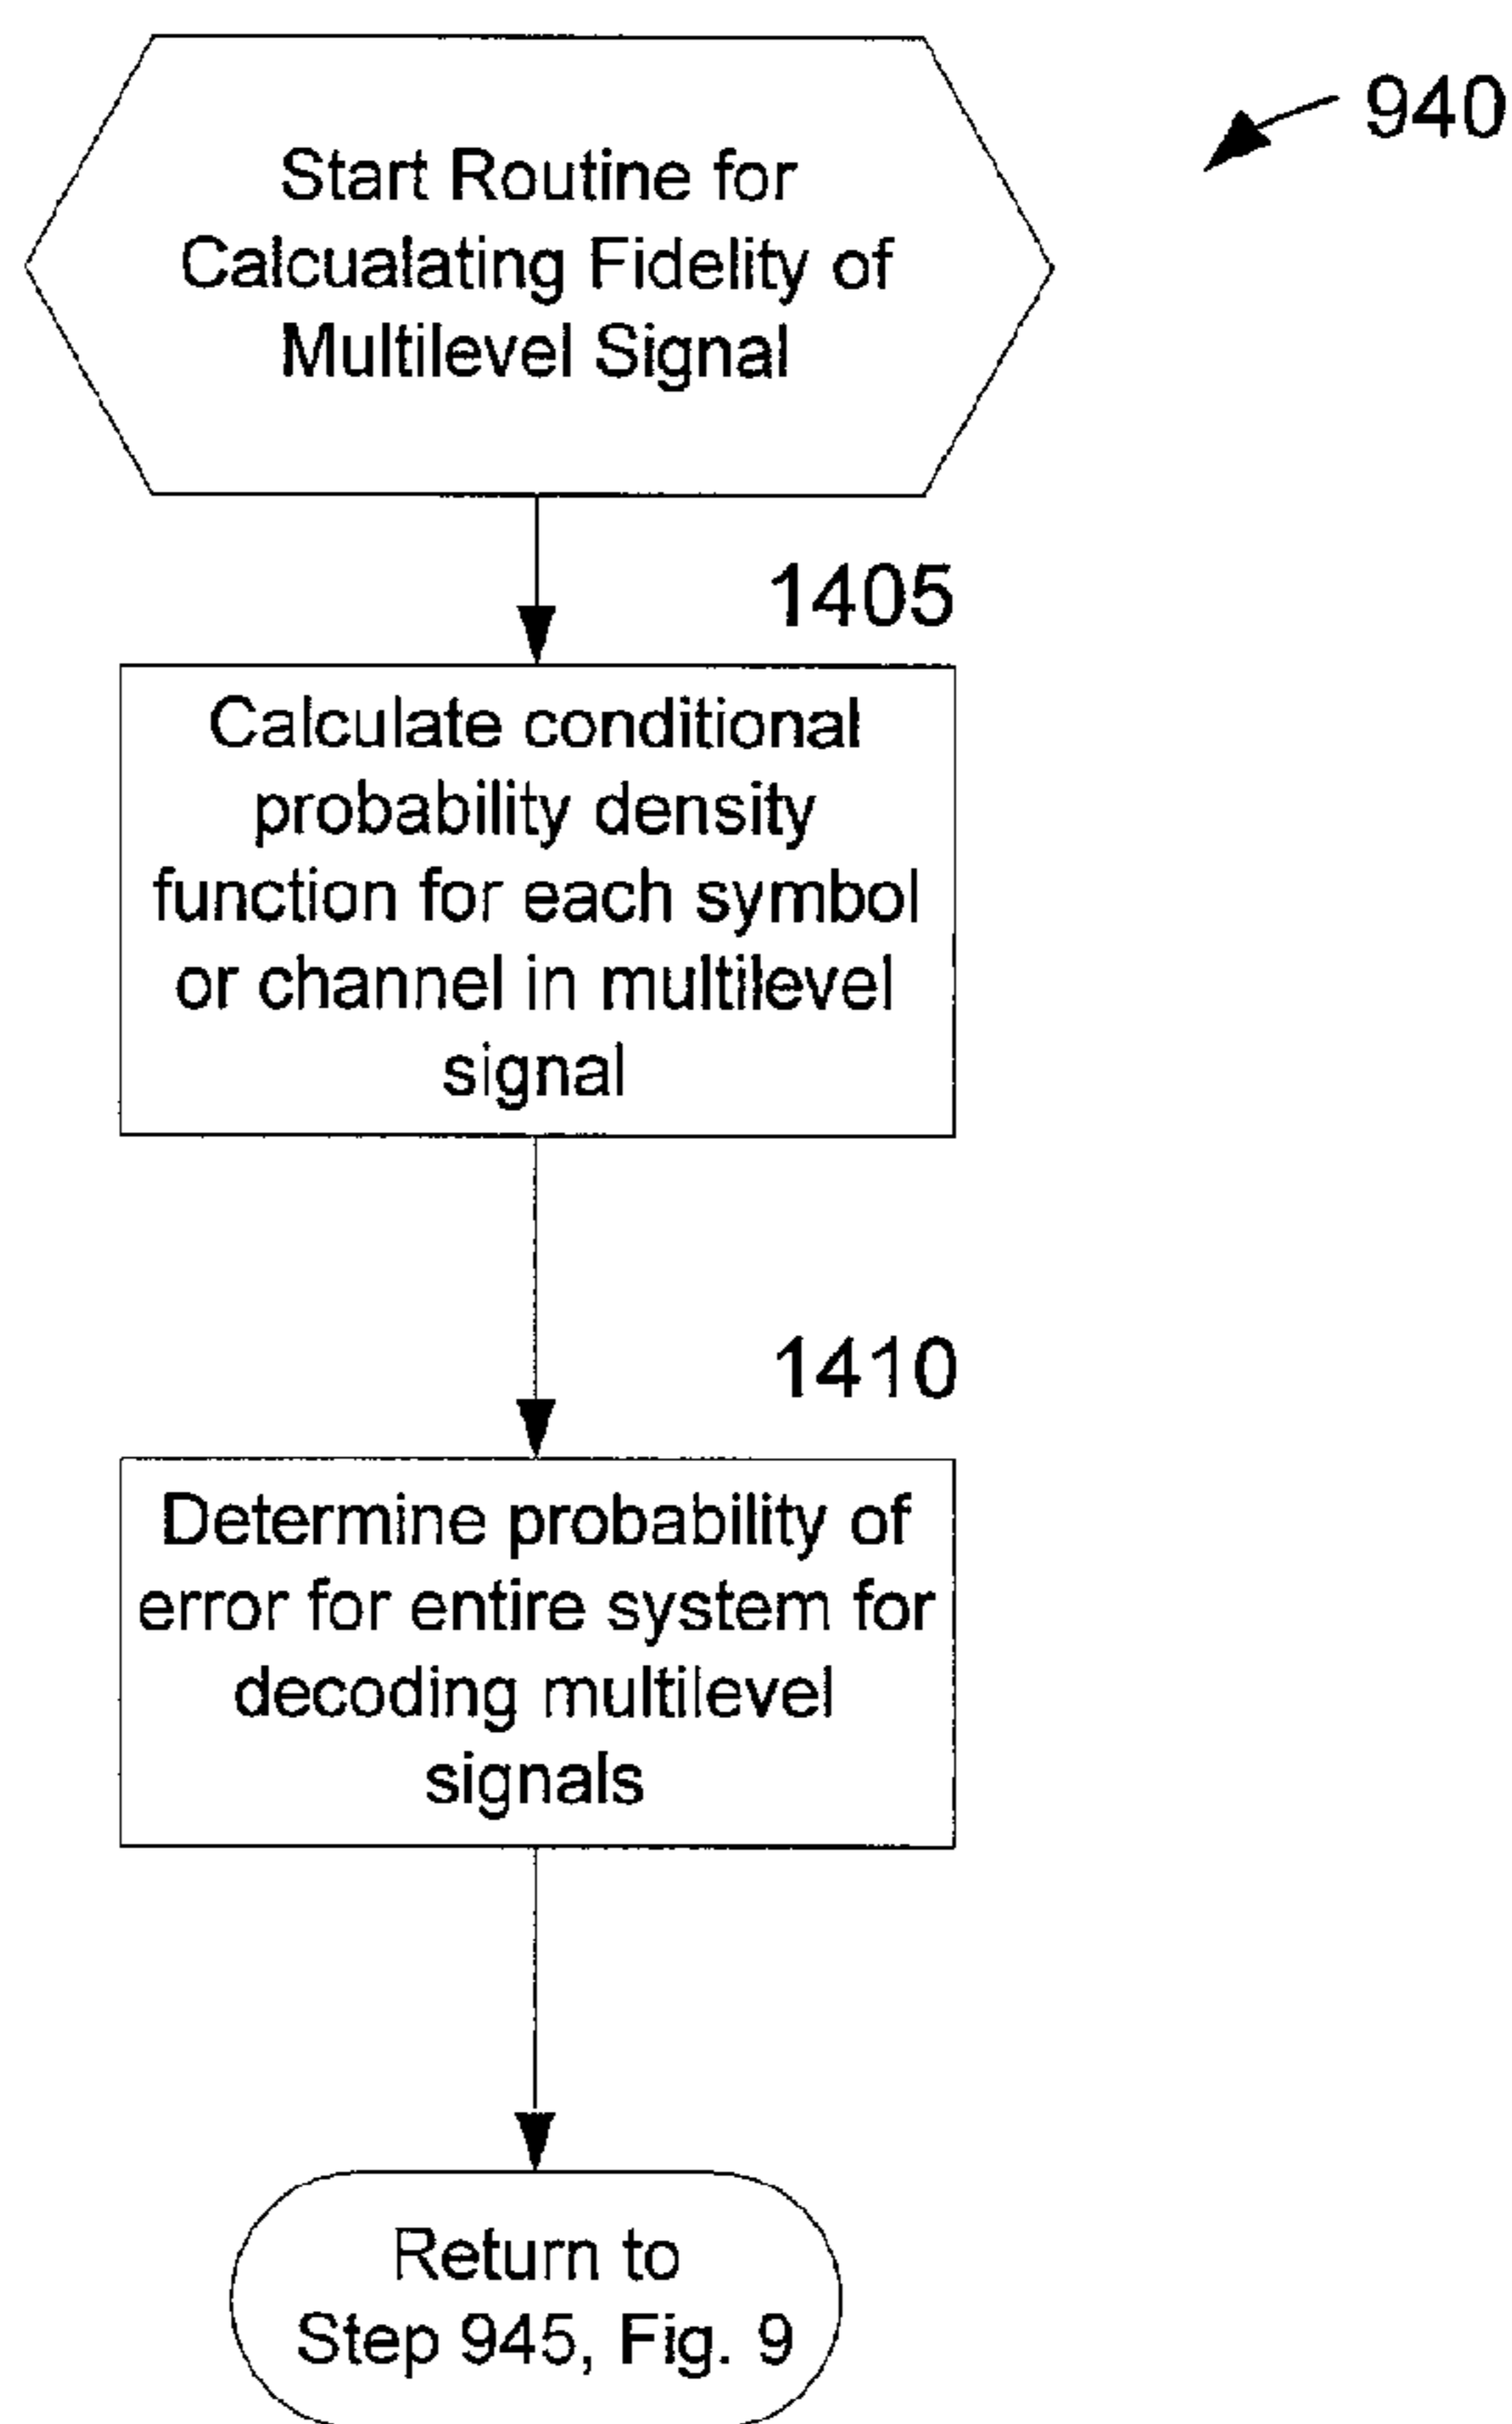 940
Start Routine for
Calcualating Fidelity of
Multilevel Signal
1405
Calculate conditional
probability density
function for each symbol
or channel in multilevel
signal
1410
Determine probability of
error for entire system for
decoding multilevel
signals
Return to
Step 945, Fig. 9